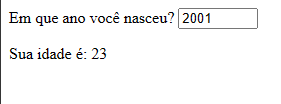 Em que ano você nasceu? 2001
Sua idade é: 23